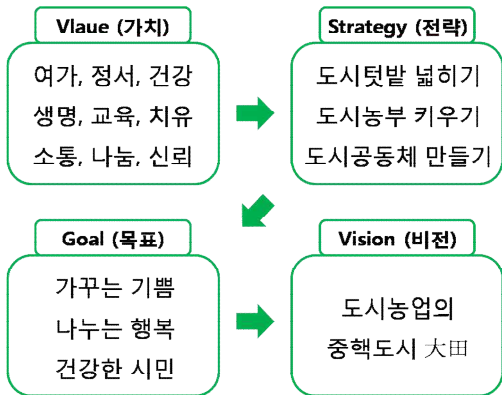 Vlaue (가치)
여가, 정서, 건강
생명, 교육, 치유
소통, 나눔, 신뢰
Strategy (전략)
도시텃밭 넓히기
도시농부 키우기
도시공동체 만들기
Goal (목표)
가꾸는 기쁨
나누는 행복
건강한 시민
Vision (비전)
도시농업의
중핵도시 大田